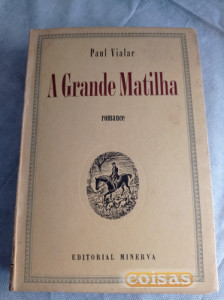 Paul Vialar
A Grande Matilha
romance
EDITORIAL MINERVA
coisas